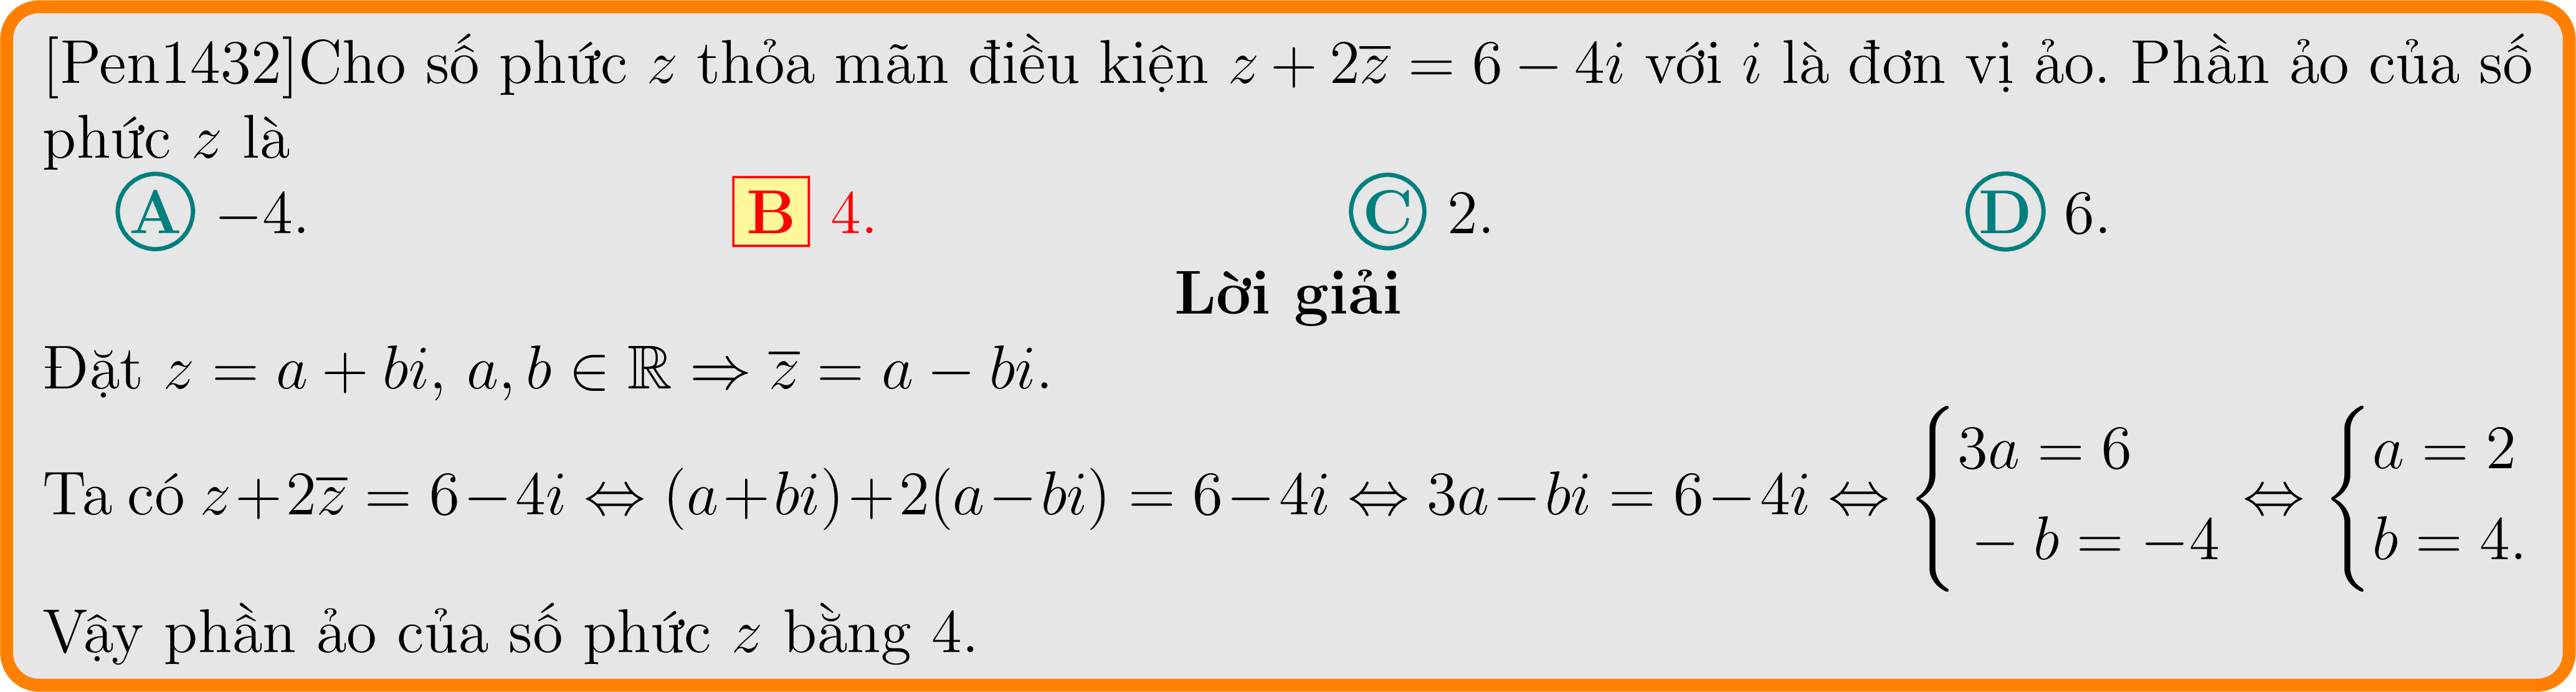 [Pen1432]Cho số phức z thỏa mãn điều kiện $z + 2\overline{z} = 6 - 4i$ với i là đơn vị ảo. Phần ảo của số
phức z là
A −4. B 4. C 2. D 6.
Lời giải
Đặt $z = a + bi,\ a, b \in \mathbb{R} \Rightarrow \overline{z} = a - bi.$
Ta có $z + 2\overline{z} = 6 - 4i \Leftrightarrow (a + bi) + 2(a - bi) = 6 - 4i \Leftrightarrow 3a - bi = 6 - 4i \Leftrightarrow \begin{cases} 3a = 6 \\ -b = -4 \end{cases} \Leftrightarrow \begin{cases} a = 2 \\ b = 4. \end{cases}$
Vậy phần ảo của số phức z bằng 4.